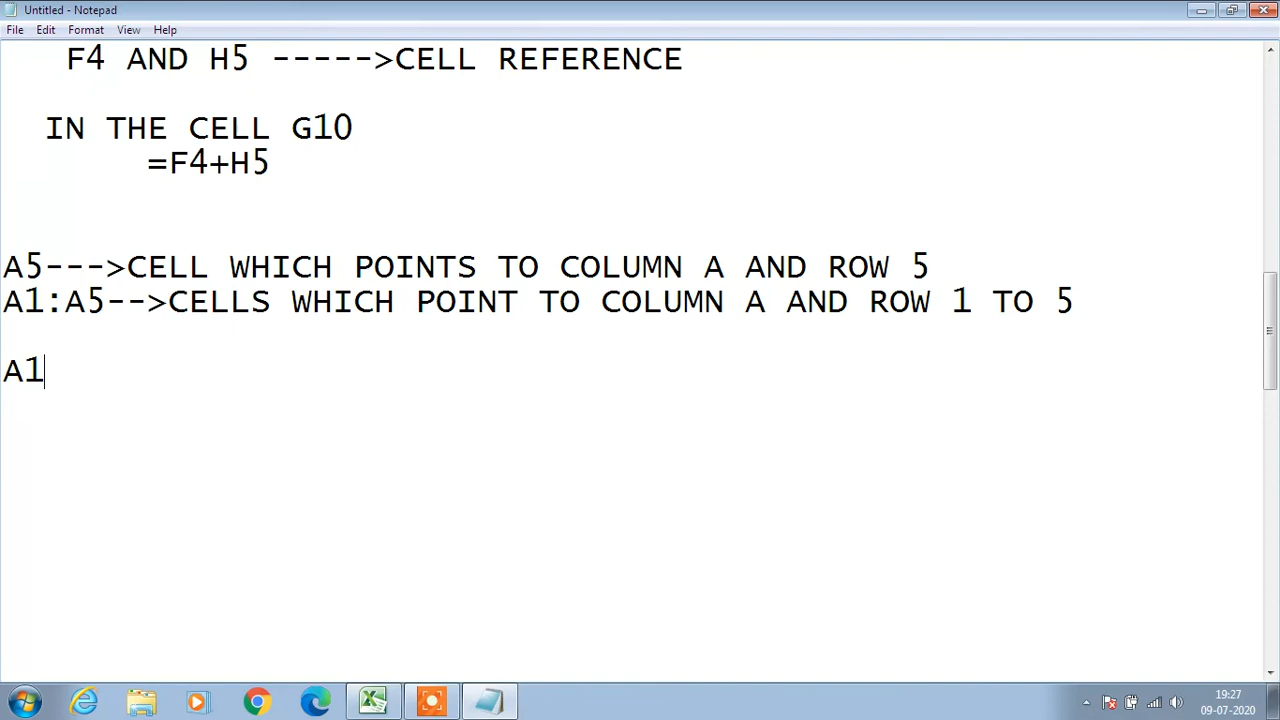 Untitled - Notepad
File Edit Format View Help
F4 AND H5 ----->CELL REFERENCE
IN THE CELL G10
=F4+H5
A5--->CELL WHICH POINTS TO COLUMN A AND ROW 5
A1:A5-->CELLS WHICH POINT TO COLUMN A AND ROW 1 TO 5
A1
19:27
09-07-2020